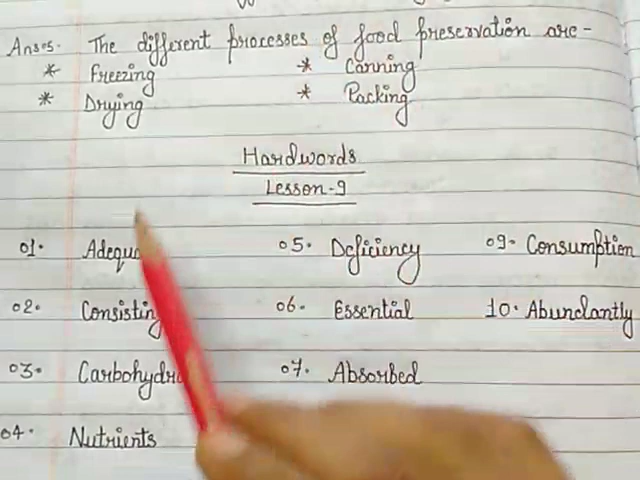 Ans 5. The different processes of food preservation are-
* Freezing * Canning
* Drying * Packing
Hardwords
Lesson-9
01. 05. Deficiency 09. Consumption
02. Consisting 06. Essential 10. Abundantly
03. 07. Absorbed
04. Nutrients